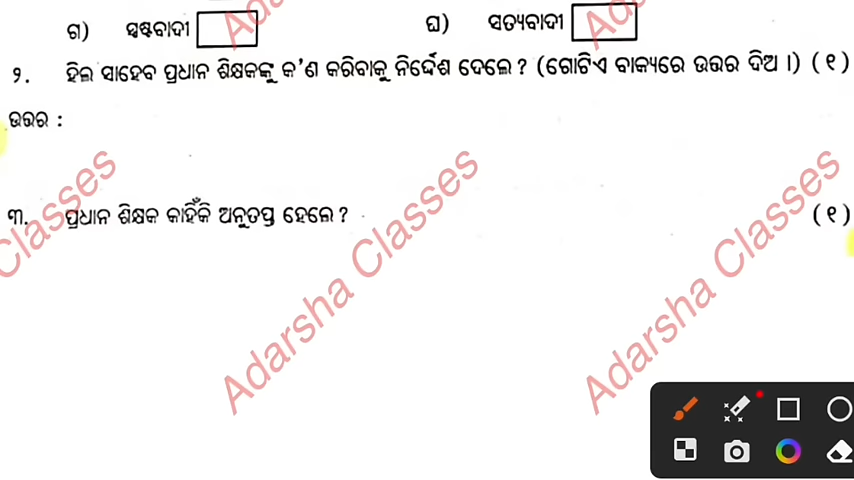 ଗ) ସ୍ପଷ୍ଟବାଦୀ ଘ) ସତ୍ୟବାଦୀ
୨. ହିଲ ସାହେବ ପ୍ରଧାନ ଶିକ୍ଷକଙ୍କୁ କ'ଣ କରିବାକୁ ନିର୍ଦ୍ଦେଶ ଦେଲେ ? (ଗୋଟିଏ ବାକ୍ୟରେ ଉତ୍ତର ଦିଅ ।) (୧)
ଉତ୍ତର :
୩. ପ୍ରଧାନ ଶିକ୍ଷକ କାହିଁକି ଅନୁତପ୍ତ ହେଲେ ? (୧)
Classes
Adarsha Classes
Adarsha Classes